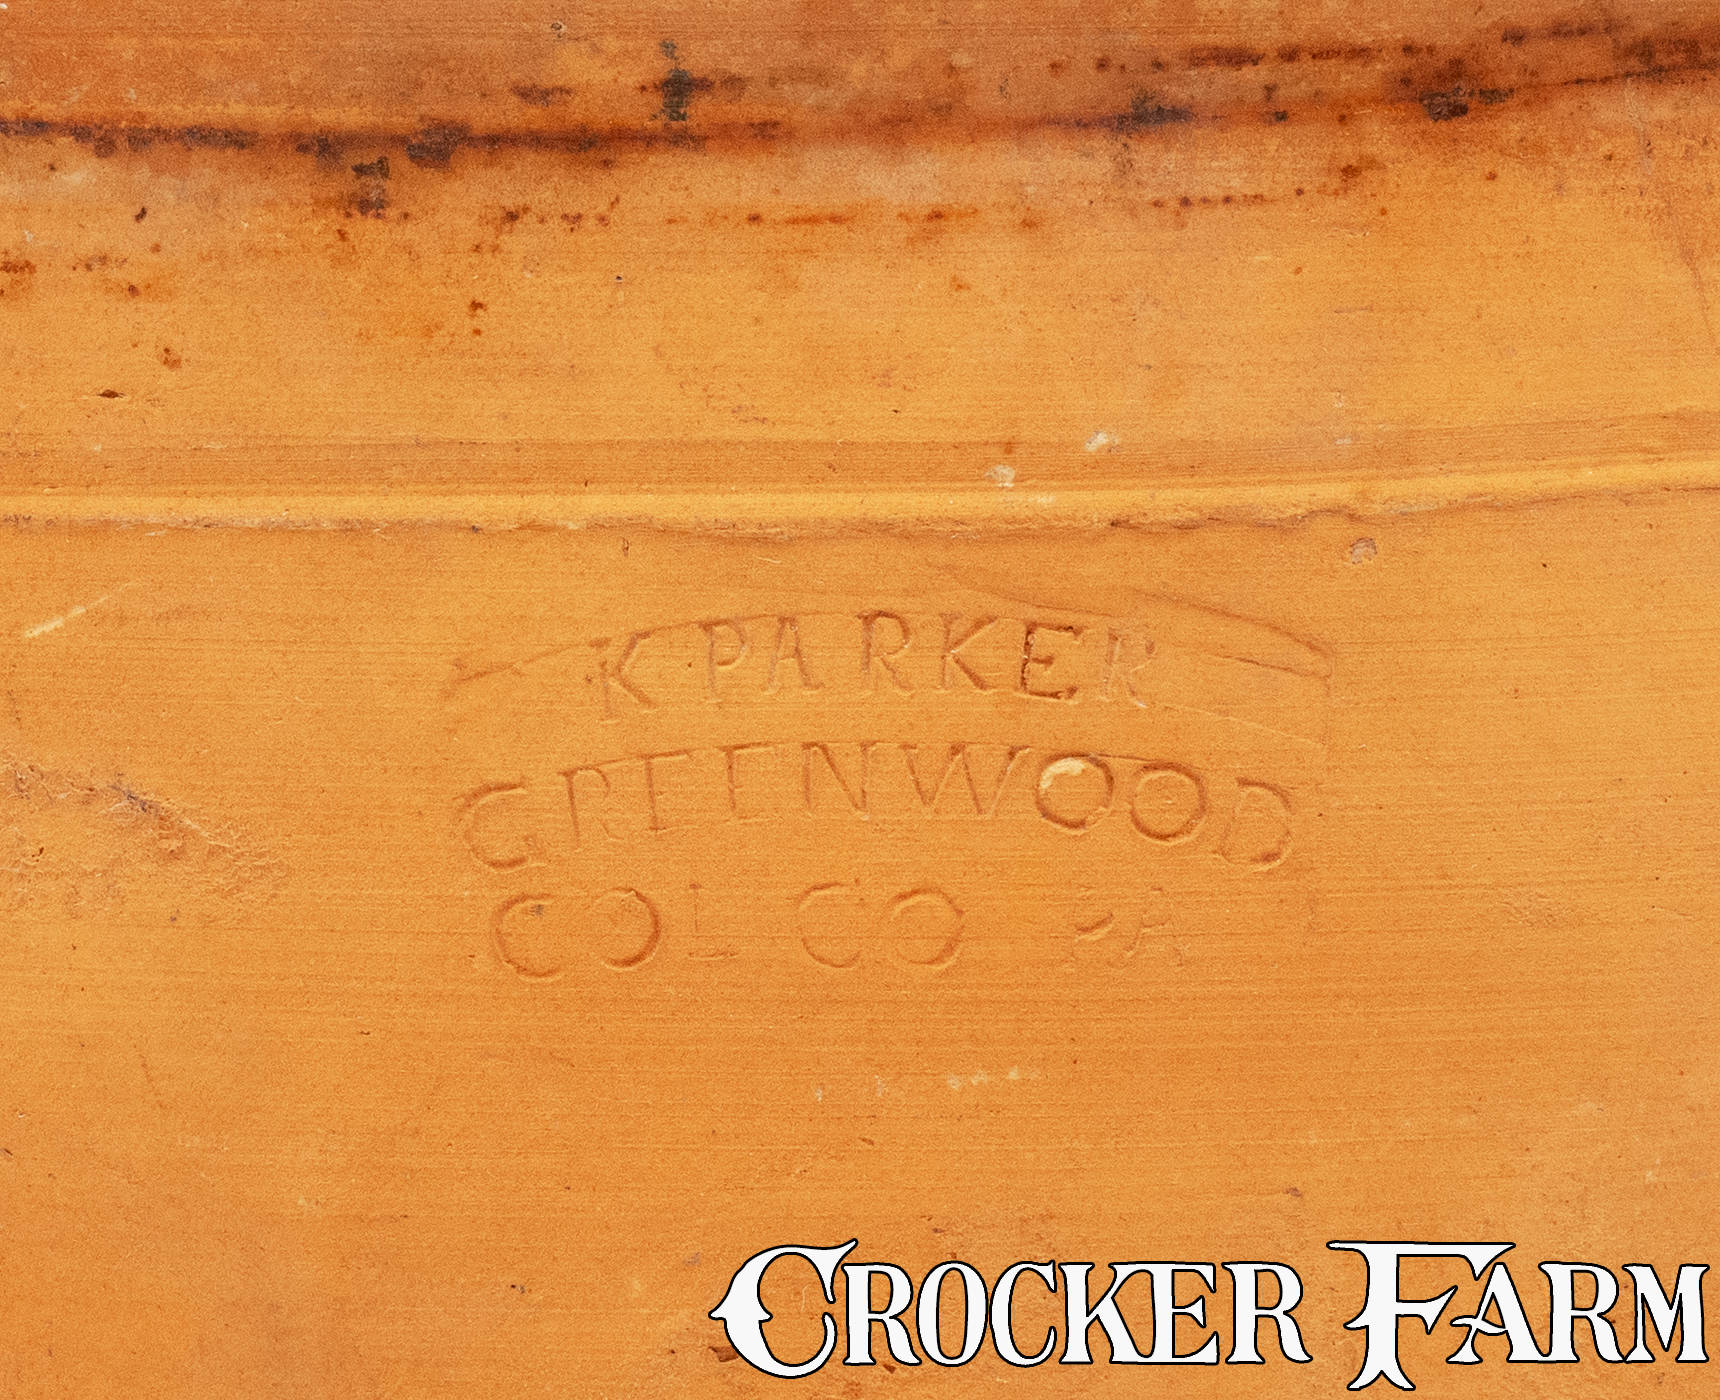 K PARKER
GREENWOOD
COL CO PA
CROCKER FARM